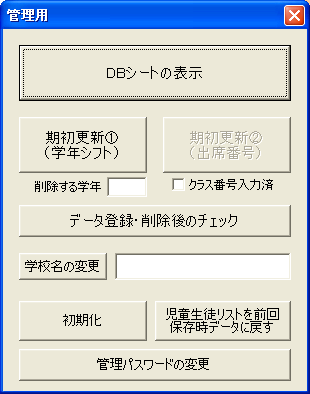 管理用
DBシートの表示
期初更新①
（学年シフト）
期初更新②
（出席番号）
削除する学年
クラス番号入力済
データ登録・削除後のチェック
学校名の変更
初期化
児童生徒リストを前回
保存時データに戻す
管理パスワードの変更